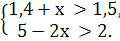 1,4 + x > 1,5,
5 − 2x > 2.